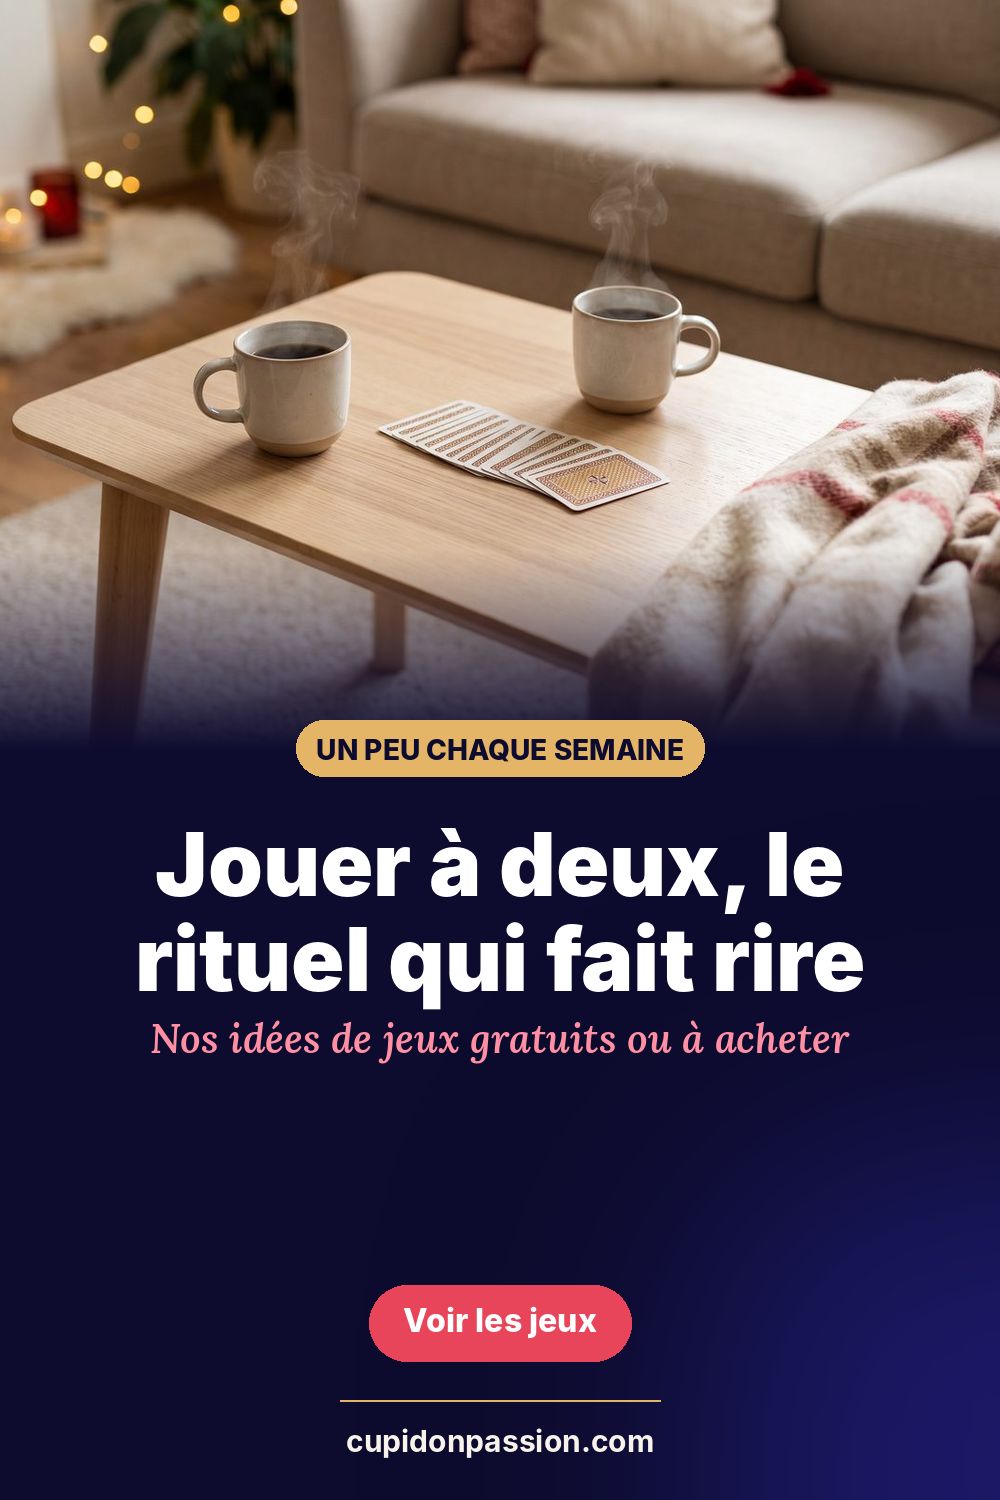 UN PEU CHAQUE SEMAINE
Jouer à deux, le
rituel qui fait rire
Nos idées de jeux gratuits ou à acheter
Voir les jeux
cupidonpassion.com